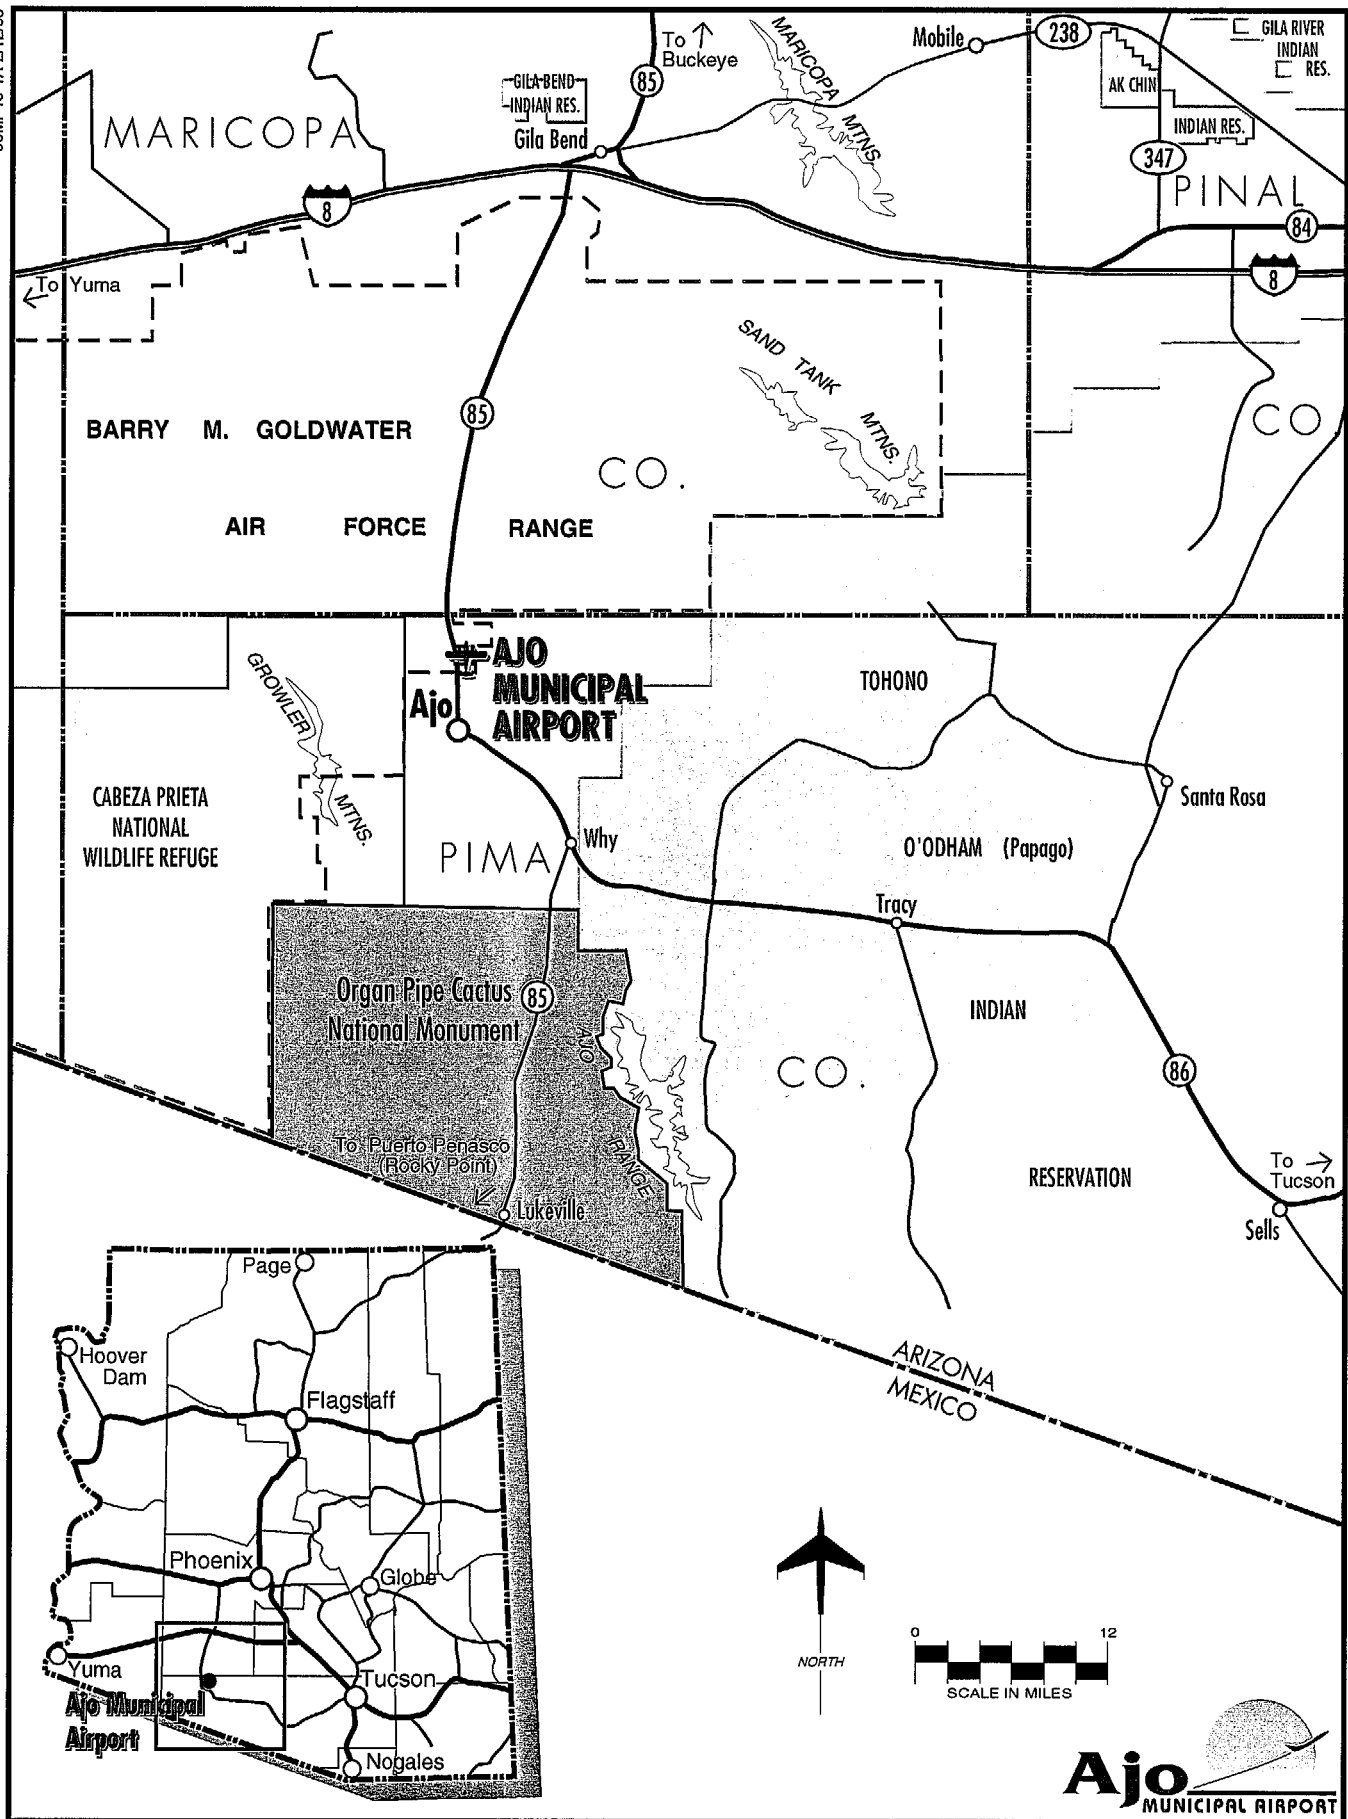 To
Buckeye
85
Mobile
238
GILA RIVER
INDIAN
RES.
AK CHIN
INDIAN RES.
347
MARICOPA
MTNS.
GILA BEND
INDIAN RES.
Gila Bend
MARICOPA
8
PINAL
84
8
To Yuma
SAND TANK
MTNS.
85
BARRY M. GOLDWATER
CO.
CO
AIR FORCE RANGE
AJO
MUNICIPAL
AIRPORT
Ajo
GROWLER
MTNS.
TOHONO
Santa Rosa
CABEZA PRIETA
NATIONAL
WILDLIFE REFUGE
PIMA
Why
O'ODHAM (Papago)
Tracy
Organ Pipe Cactus
National Monument
85
AJO
RANGE
INDIAN
CO.
86
To Puerto Penasco
(Rocky Point)
Lukeville
RESERVATION
To
Tucson
Sells
ARIZONA
MEXICO
Page
Hoover
Dam
Flagstaff
Phoenix
Globe
Yuma
Tucson
Ajo Municipal
Airport
Nogales
NORTH
0 12
SCALE IN MILES
Ajo
MUNICIPAL AIRPORT